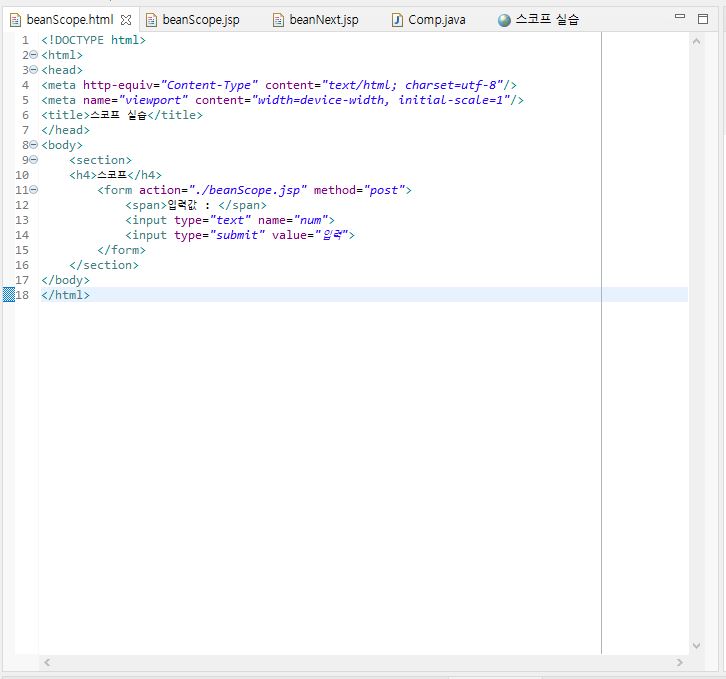 beanScope.html beanScope.jsp beanNext.jsp Comp.java 스코프 실습
1 <!DOCTYPE html>
2 <html>
3 <head>
4 <meta http-equiv="Content-Type" content="text/html; charset=utf-8"/>
5 <meta name="viewport" content="width=device-width, initial-scale=1"/>
6 <title>스코프 실습</title>
7 </head>
8 <body>
9     <section>
10     <h4>스코프</h4>
11         <form action="./beanScope.jsp" method="post">
12             <span>입력값 : </span>
13             <input type="text" name="num">
14             <input type="submit" value="입력">
15         </form>
16     </section>
17 </body>
18 </html>